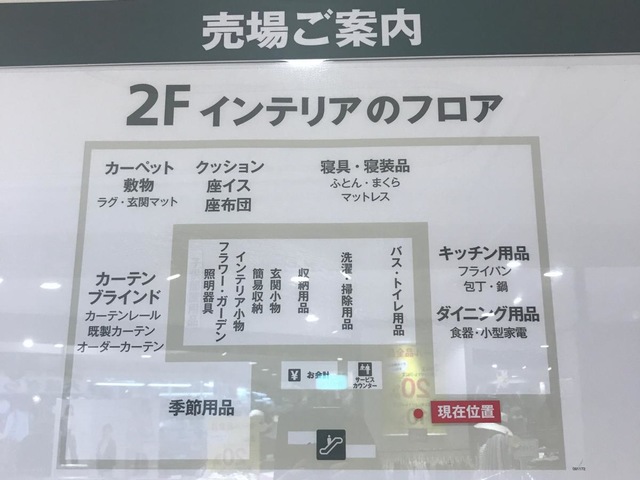 売場ご案内
2F インテリアのフロア
カーペット
敷物
ラグ・玄関マット
クッション
座イス
座布団
寝具・寝装品
ふとん・まくら
マットレス
カーテン
ブラインド
カーテンレール
既製カーテン
オーダーカーテン
バス・トイレ用品
洗濯・掃除用品
収納用品
玄関小物
簡易収納
インテリア小物
フラワー・ガーデン
照明器具
キッチン用品
フライパン
包丁・鍋
ダイニング用品
食器・小型家電
¥ お会計
サービス
カウンター
季節用品
現在位置